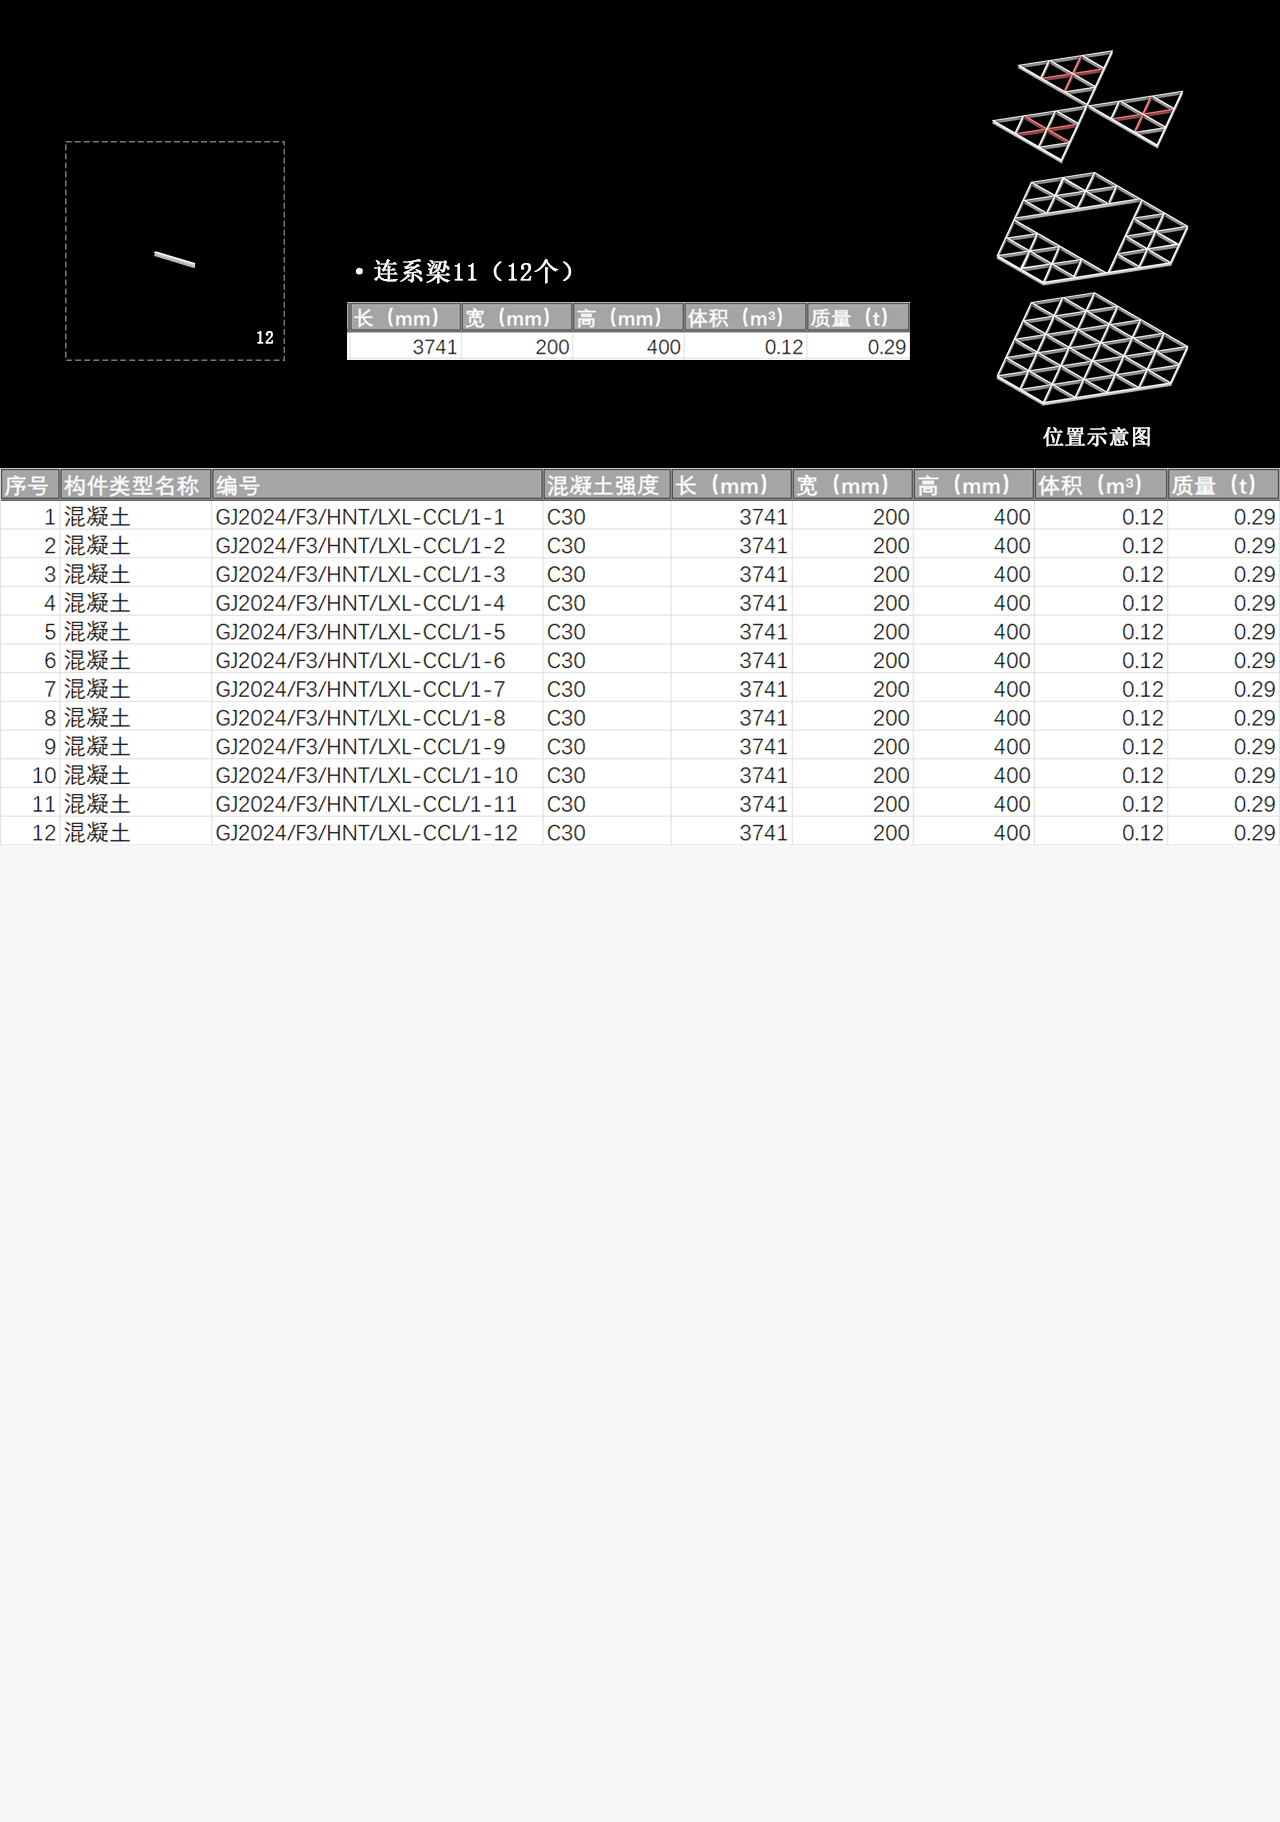 12
• 连系梁11（12个）
长（mm） 宽（mm） 高（mm） 体积（m³） 质量（t）
3741 200 400 0.12 0.29
位置示意图
序号 构件类型名称 编号 混凝土强度 长（mm） 宽（mm） 高（mm） 体积（m³） 质量（t）
1 混凝土 GJ2024/F3/HNT/LXL-CCL/1-1 C30 3741 200 400 0.12 0.29
2 混凝土 GJ2024/F3/HNT/LXL-CCL/1-2 C30 3741 200 400 0.12 0.29
3 混凝土 GJ2024/F3/HNT/LXL-CCL/1-3 C30 3741 200 400 0.12 0.29
4 混凝土 GJ2024/F3/HNT/LXL-CCL/1-4 C30 3741 200 400 0.12 0.29
5 混凝土 GJ2024/F3/HNT/LXL-CCL/1-5 C30 3741 200 400 0.12 0.29
6 混凝土 GJ2024/F3/HNT/LXL-CCL/1-6 C30 3741 200 400 0.12 0.29
7 混凝土 GJ2024/F3/HNT/LXL-CCL/1-7 C30 3741 200 400 0.12 0.29
8 混凝土 GJ2024/F3/HNT/LXL-CCL/1-8 C30 3741 200 400 0.12 0.29
9 混凝土 GJ2024/F3/HNT/LXL-CCL/1-9 C30 3741 200 400 0.12 0.29
10 混凝土 GJ2024/F3/HNT/LXL-CCL/1-10 C30 3741 200 400 0.12 0.29
11 混凝土 GJ2024/F3/HNT/LXL-CCL/1-11 C30 3741 200 400 0.12 0.29
12 混凝土 GJ2024/F3/HNT/LXL-CCL/1-12 C30 3741 200 400 0.12 0.29